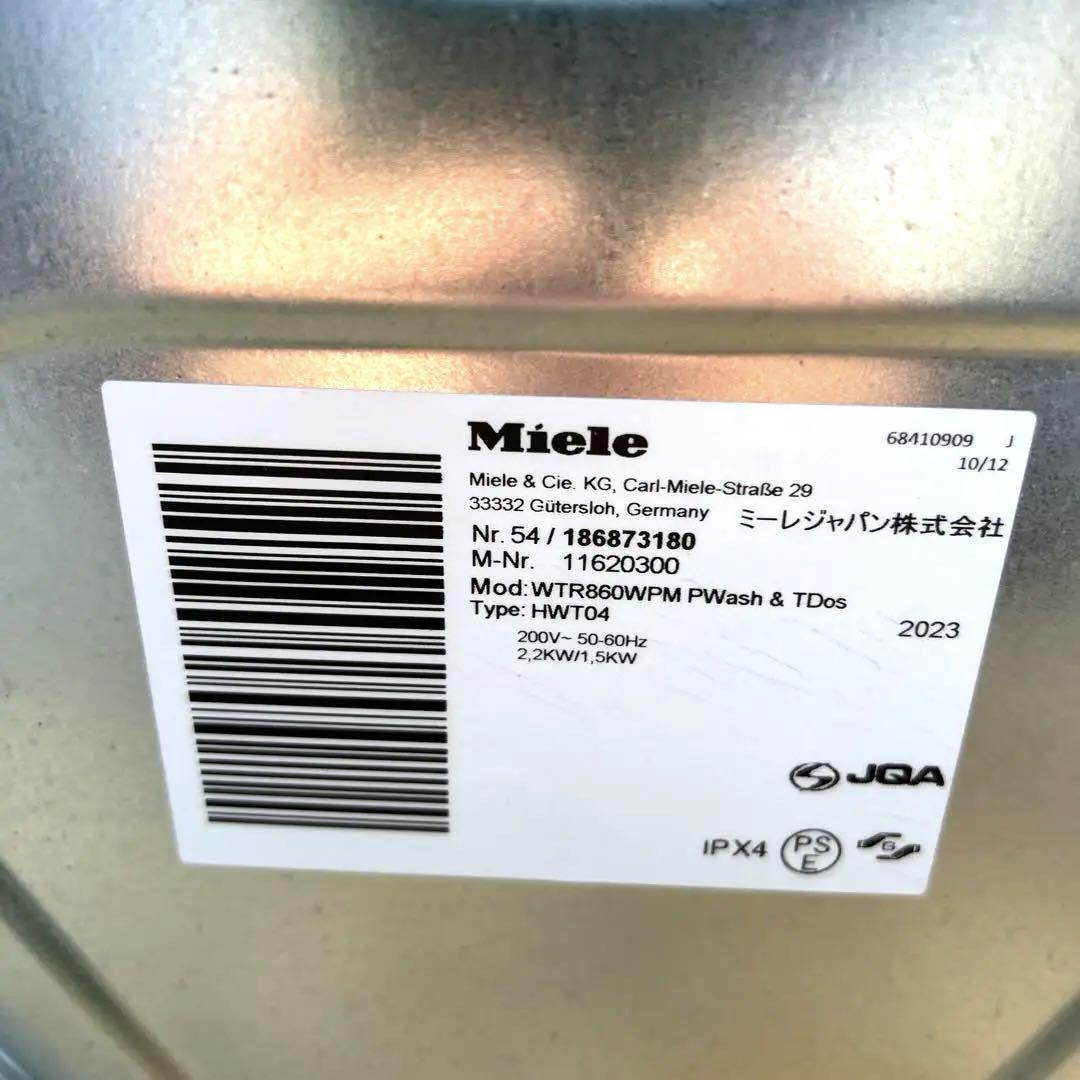 Miele
68410909 J
10/12
Miele & Cie. KG, Carl-Miele-Straße 29
33332 Gütersloh, Germany ミーレジャパン株式会社
Nr. 54 / 186873180
M-Nr. 11620300
Mod: WTR860WPM PWash & TDos
Type: HWT04
2023
200V~ 50-60Hz
2,2KW/1,5KW
JQA
IPX4
PS
E